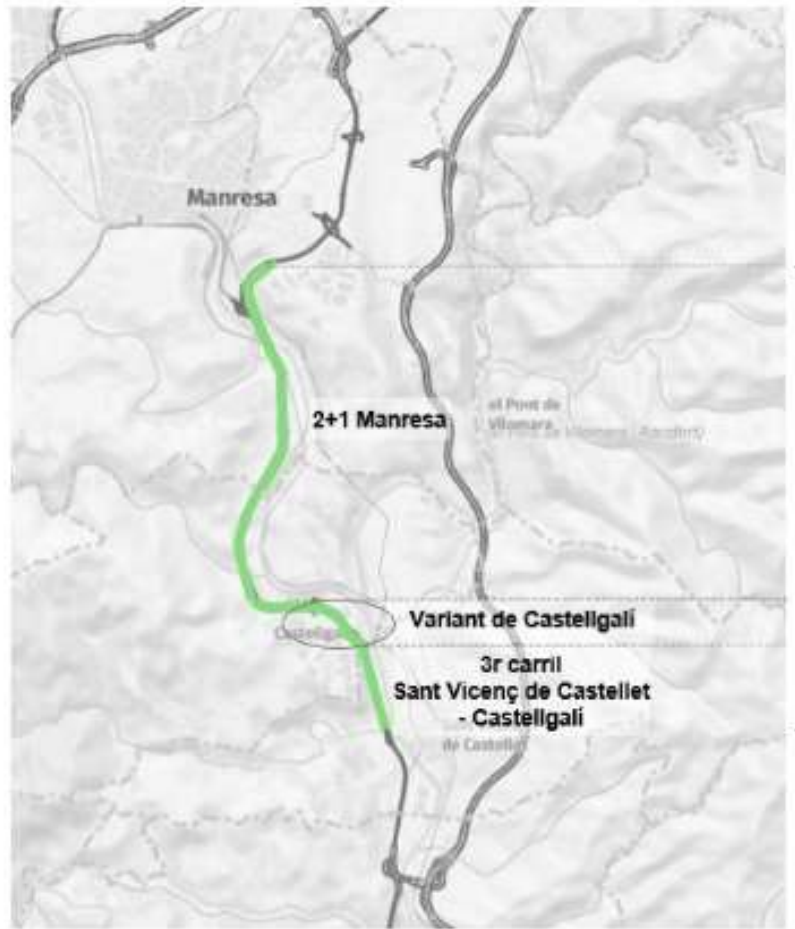 Manresa
2+1 Manresa
el Pont de
Vilomara
Variant de Castellgalí
3r carril
Sant Vicenç de Castellet
- Castellgalí
de Castellet